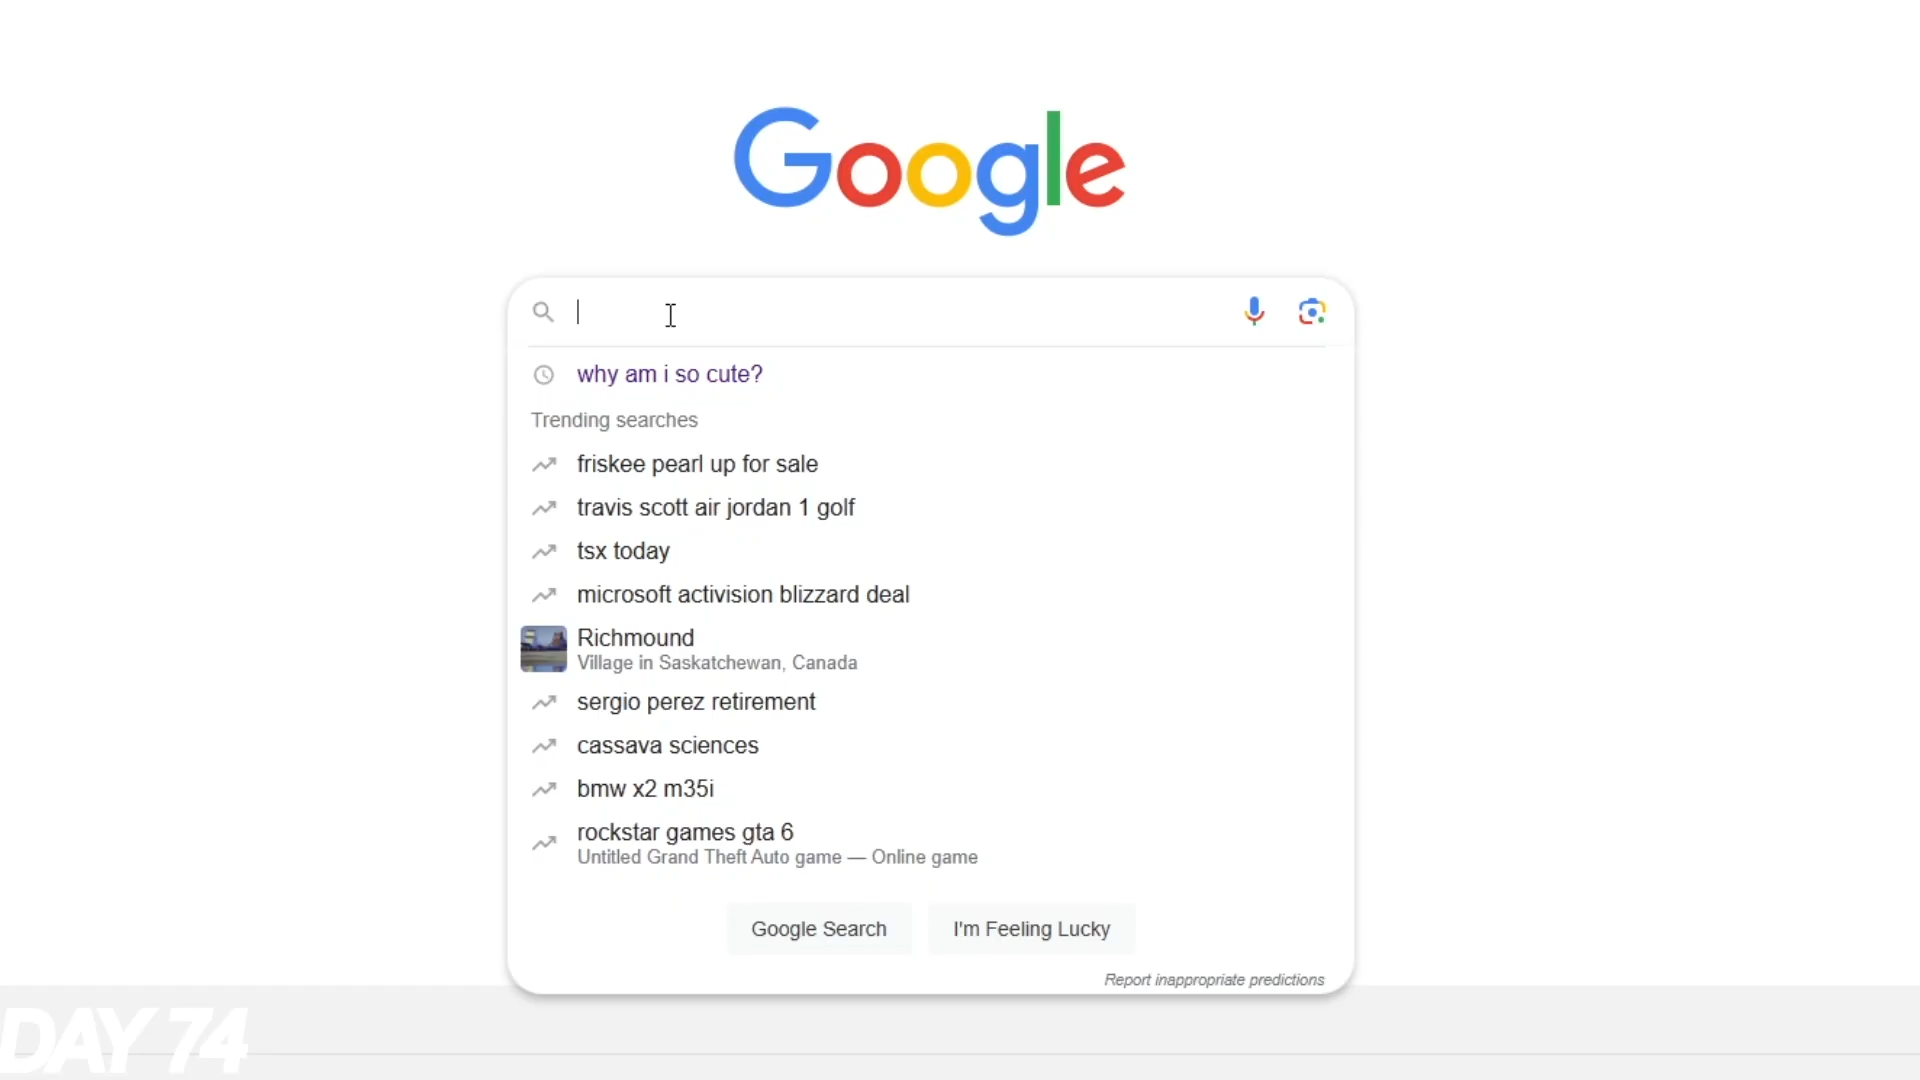 Google
why am i so cute?
Trending searches
friskee pearl up for sale
travis scott air jordan 1 golf
tsx today
microsoft activision blizzard deal
Richmound
Village in Saskatchewan, Canada
sergio perez retirement
cassava sciences
bmw x2 m35i
rockstar games gta 6
Untitled Grand Theft Auto game — Online game
Google Search
I'm Feeling Lucky
Report inappropriate predictions
DAY 74